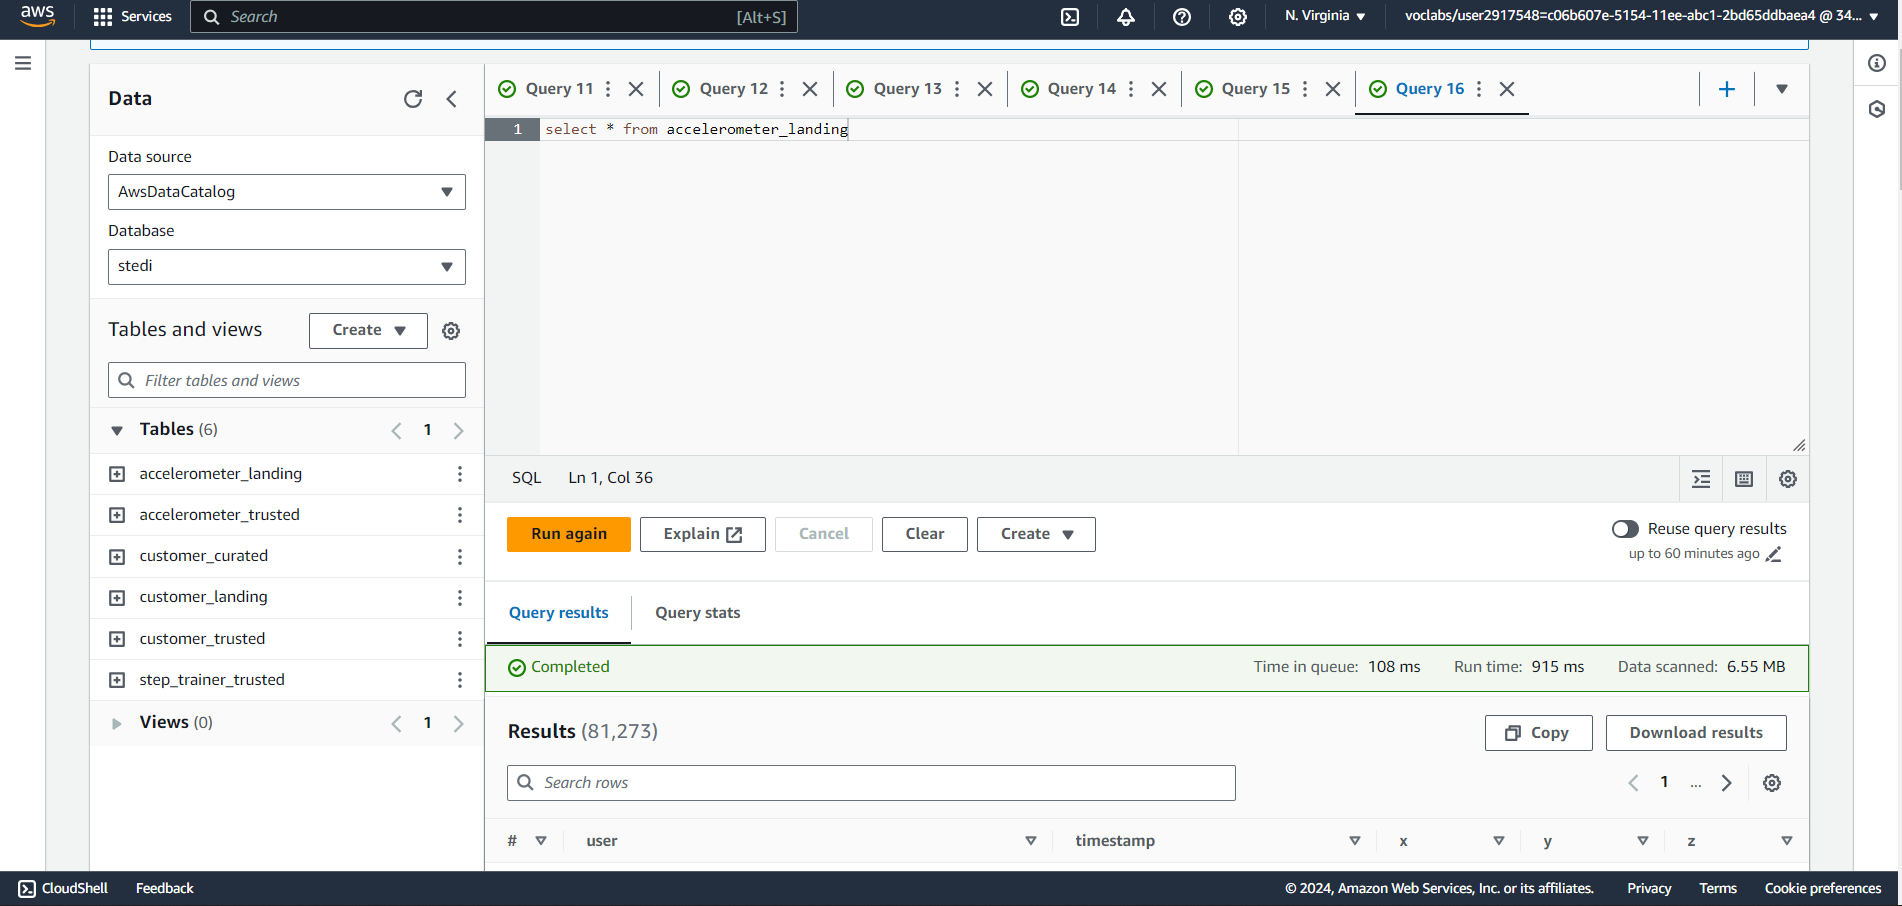 aws Services Search [Alt+S] N. Virginia voclabs/user2917548=c06b607e-5154-11ee-abc1-2bd65ddbaea4 @ 34...
Data
Data source
AwsDataCatalog
Database
stedi
Tables and views Create
Filter tables and views
Tables (6) 1
accelerometer_landing
accelerometer_trusted
customer_curated
customer_landing
customer_trusted
step_trainer_trusted
Views (0) 1
Query 11 Query 12 Query 13 Query 14 Query 15 Query 16
1 select * from accelerometer_landing
SQL Ln 1, Col 36
Run again Explain Cancel Clear Create Reuse query results
up to 60 minutes ago
Query results Query stats
Completed Time in queue: 108 ms Run time: 915 ms Data scanned: 6.55 MB
Results (81,273) Copy Download results
Search rows 1 ...
# user timestamp x y z
CloudShell Feedback © 2024, Amazon Web Services, Inc. or its affiliates. Privacy Terms Cookie preferences